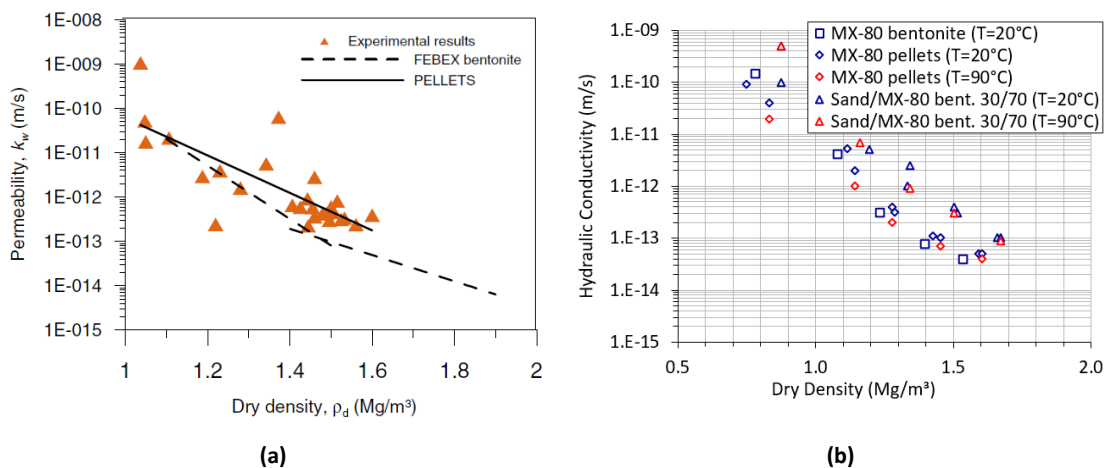 1E-008
1E-009
1E-010
1E-011
1E-012
1E-013
1E-014
1E-015
Permeability, kw (m/s)
Experimental results
FEBEX bentonite
PELLETS
1
1.2
1.4
1.6
1.8
2
Dry density, ρd (Mg/m³)
(a)
1.E-09
1.E-10
1.E-11
1.E-12
1.E-13
1.E-14
1.E-15
Hydraulic Conductivity (m/s)
MX-80 bentonite (T=20°C)
MX-80 pellets (T=20°C)
MX-80 pellets (T=90°C)
Sand/MX-80 bent. 30/70 (T=20°C)
Sand/MX-80 bent. 30/70 (T=90°C)
0.5
1.0
1.5
2.0
Dry Density (Mg/m³)
(b)